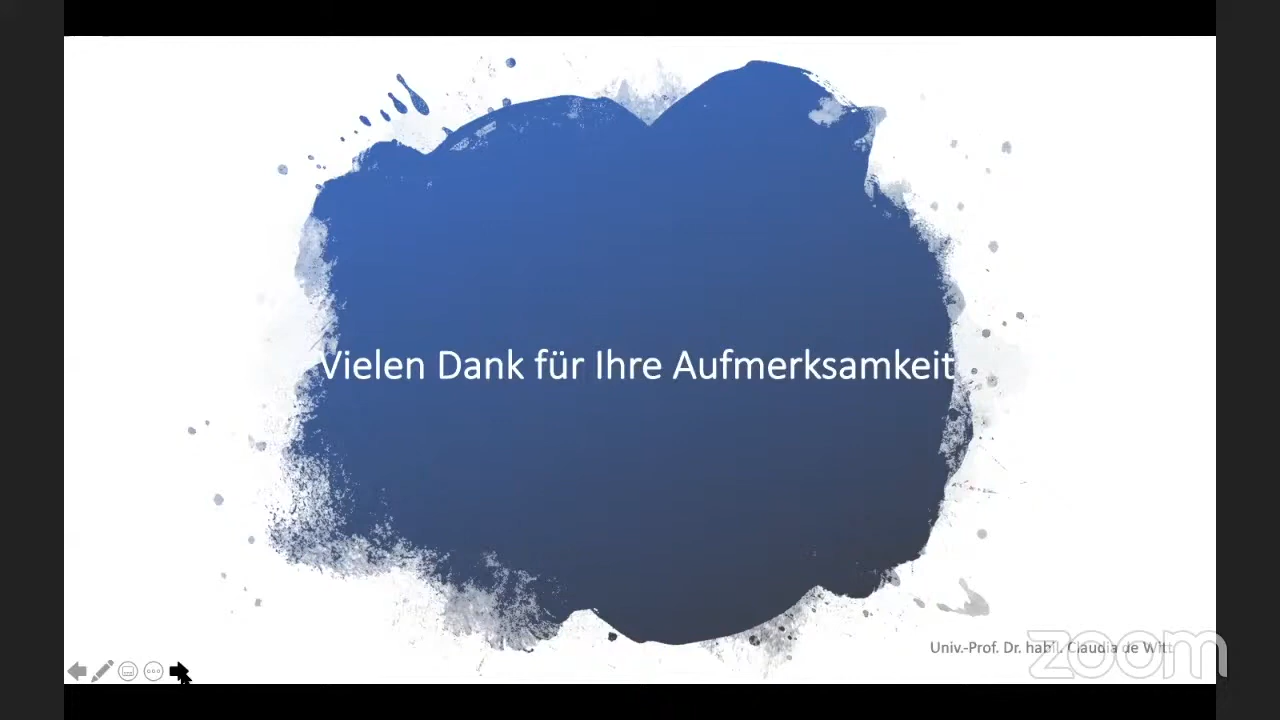 Vielen Dank für Ihre Aufmerksamkeit
Univ.-Prof. Dr. habil. Claudia de Witt
zoom